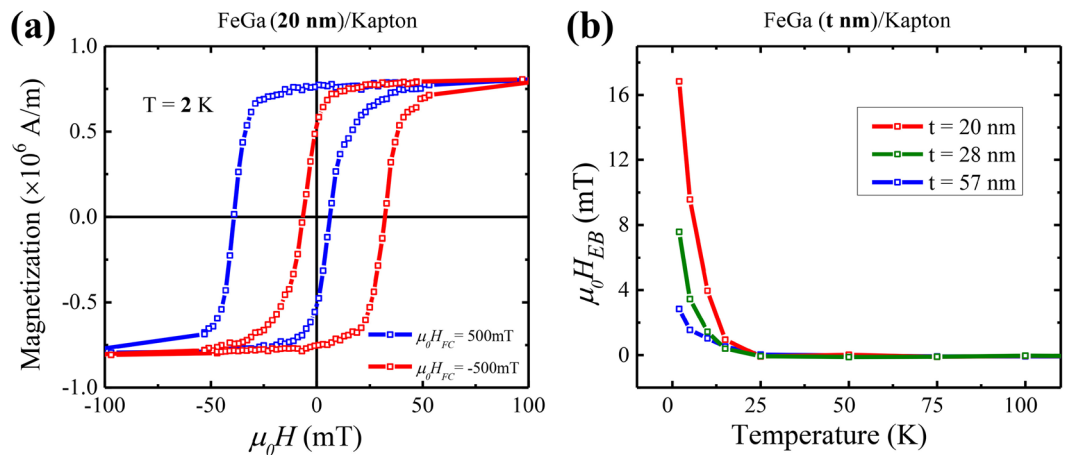 (a)
FeGa (20 nm)/Kapton
1.0
0.5
0.0
-0.5
-1.0
Magnetization (×10⁶ A/m)
T = 2 K
μ₀H_FC = 500mT
μ₀H_FC = -500mT
-100
-50
0
50
100
μ₀H (mT)
(b)
FeGa (t nm)/Kapton
16
12
8
4
0
μ₀H_EB (mT)
t = 20 nm
t = 28 nm
t = 57 nm
0
25
50
75
100
Temperature (K)